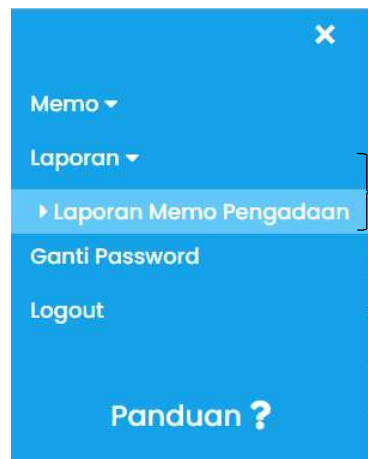 Memo
Laporan
Laporan Memo Pengadaan
Ganti Password
Logout
Panduan ?